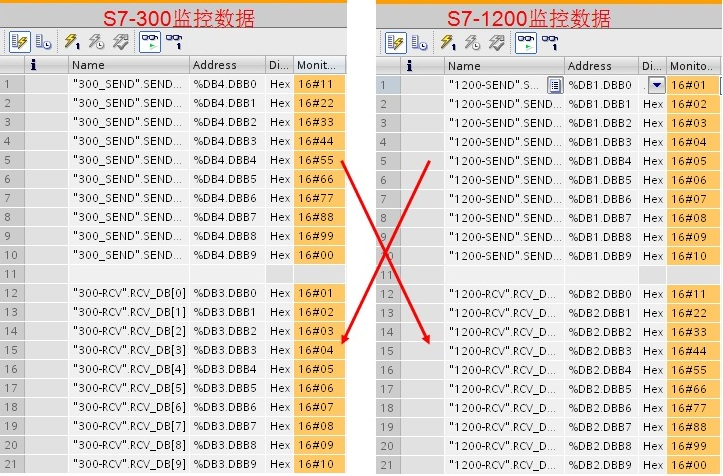 S7-300监控数据
i Name Address Di... Monito..
1 "300_SEND".SEND... %DB4.DBB0 Hex 16#11
2 "300_SEND".SEND... %DB4.DBB1 Hex 16#22
3 "300_SEND".SEND... %DB4.DBB2 Hex 16#33
4 "300_SEND".SEND... %DB4.DBB3 Hex 16#44
5 "300_SEND".SEND... %DB4.DBB4 Hex 16#55
6 "300_SEND".SEND... %DB4.DBB5 Hex 16#66
7 "300_SEND".SEND... %DB4.DBB6 Hex 16#77
8 "300_SEND".SEND... %DB4.DBB7 Hex 16#88
9 "300_SEND".SEND... %DB4.DBB8 Hex 16#99
10 "300_SEND".SEND... %DB4.DBB9 Hex 16#00
11
12 "300-RCV".RCV_DB[0] %DB3.DBB0 Hex 16#01
13 "300-RCV".RCV_DB[1] %DB3.DBB1 Hex 16#02
14 "300-RCV".RCV_DB[2] %DB3.DBB2 Hex 16#03
15 "300-RCV".RCV_DB[3] %DB3.DBB3 Hex 16#04
16 "300-RCV".RCV_DB[4] %DB3.DBB4 Hex 16#05
17 "300-RCV".RCV_DB[5] %DB3.DBB5 Hex 16#06
18 "300-RCV".RCV_DB[6] %DB3.DBB6 Hex 16#07
19 "300-RCV".RCV_DB[7] %DB3.DBB7 Hex 16#08
20 "300-RCV".RCV_DB[8] %DB3.DBB8 Hex 16#09
21 "300-RCV".RCV_DB[9] %DB3.DBB9 Hex 16#10
S7-1200监控数据
i Name Address Di... Monito..
1 "1200-SEND".S... %DB1.DBB0 . 16#01
2 "1200-SEND".SEND... %DB1.DBB1 Hex 16#02
3 "1200-SEND".SEND... %DB1.DBB2 Hex 16#03
4 "1200-SEND".SEND... %DB1.DBB3 Hex 16#04
5 "1200-SEND".SEND... %DB1.DBB4 Hex 16#05
6 "1200-SEND".SEND... %DB1.DBB5 Hex 16#06
7 "1200-SEND".SEND... %DB1.DBB6 Hex 16#07
8 "1200-SEND".SEND... %DB1.DBB7 Hex 16#08
9 "1200-SEND".SEND... %DB1.DBB8 Hex 16#09
10 "1200-SEND".SEND... %DB1.DBB9 Hex 16#10
11
12 "1200-RCV".RCV_D... %DB2.DBB0 Hex 16#11
13 "1200-RCV".RCV_D... %DB2.DBB1 Hex 16#22
14 "1200-RCV".RCV_D... %DB2.DBB2 Hex 16#33
15 "1200-RCV".RCV_D... %DB2.DBB3 Hex 16#44
16 "1200-RCV".RCV_D... %DB2.DBB4 Hex 16#55
17 "1200-RCV".RCV_D... %DB2.DBB5 Hex 16#66
18 "1200-RCV".RCV_D... %DB2.DBB6 Hex 16#77
19 "1200-RCV".RCV_D... %DB2.DBB7 Hex 16#88
20 "1200-RCV".RCV_D... %DB2.DBB8 Hex 16#99
21 "1200-RCV".RCV_D... %DB2.DBB9 Hex 16#00